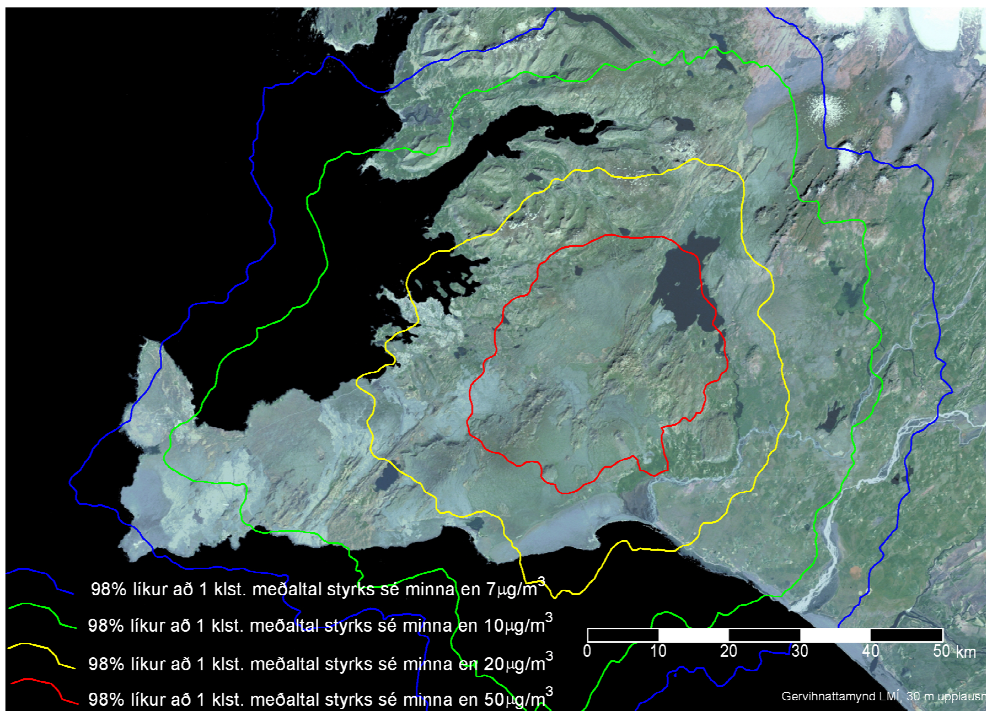 98% líkur að 1 klst. meðaltal styrks sé minna en 7µg/m³
98% líkur að 1 klst. meðaltal styrks sé minna en 10µg/m³
98% líkur að 1 klst. meðaltal styrks sé minna en 20µg/m³
98% líkur að 1 klst. meðaltal styrks sé minna en 50µg/m³
0 10 20 30 40 50 km
Gervihnattamynd LMÍ 30 m upplausn